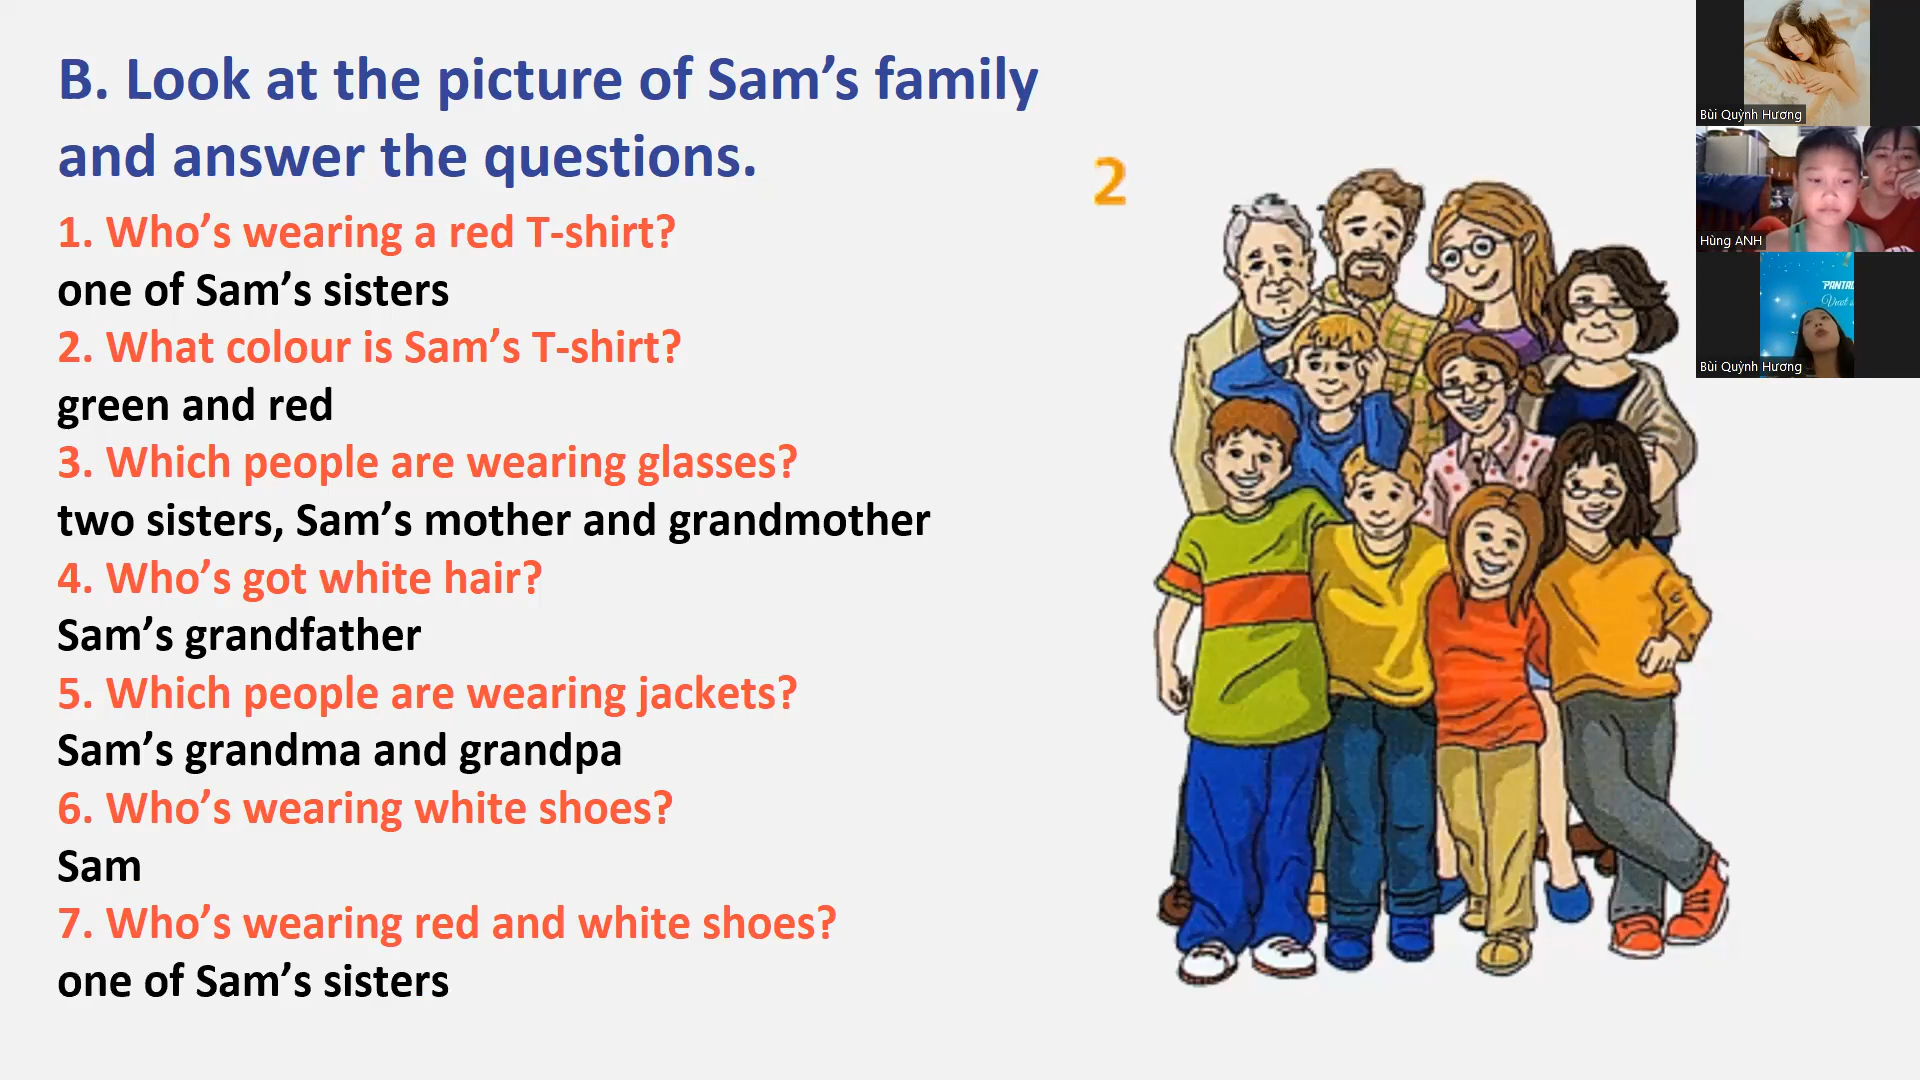 B. Look at the picture of Sam’s family
and answer the questions.
1. Who’s wearing a red T-shirt?
one of Sam’s sisters
2. What colour is Sam’s T-shirt?
green and red
3. Which people are wearing glasses?
two sisters, Sam’s mother and grandmother
4. Who’s got white hair?
Sam’s grandfather
5. Which people are wearing jackets?
Sam’s grandma and grandpa
6. Who’s wearing white shoes?
Sam
7. Who’s wearing red and white shoes?
one of Sam’s sisters
2
Bùi Quỳnh Hương
Hùng ANH
Bùi Quỳnh Hương